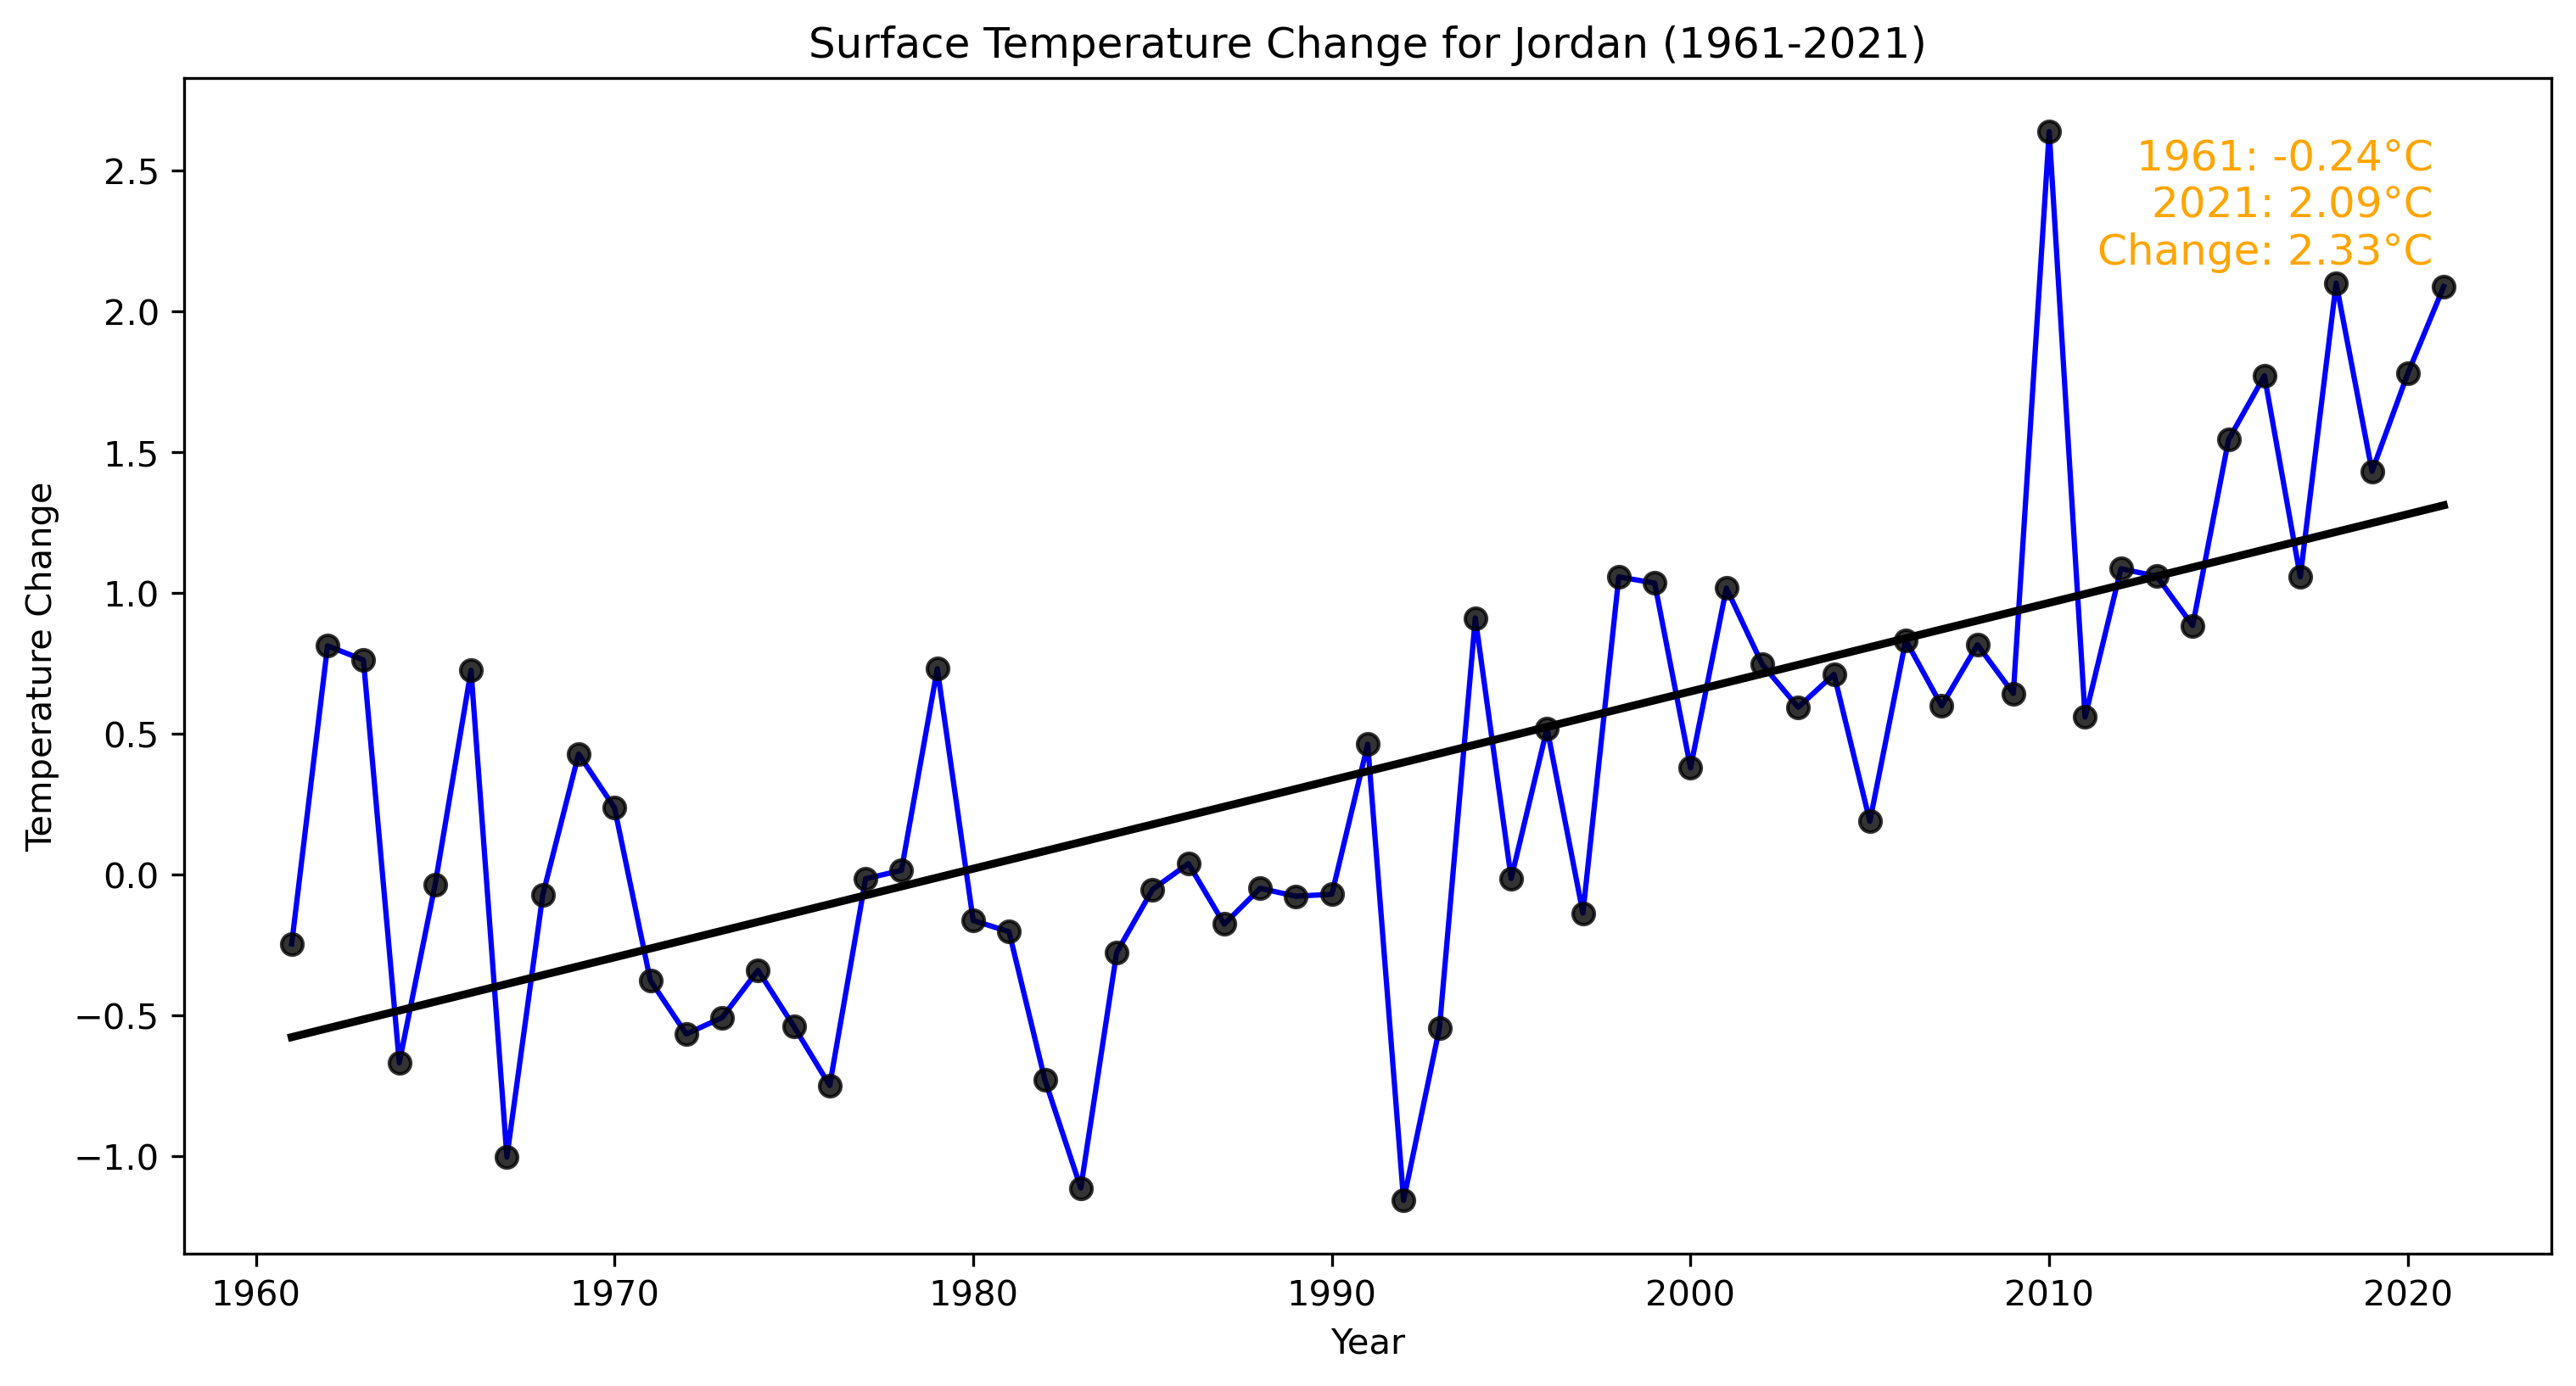 Surface Temperature Change for Jordan (1961-2021)
1961: -0.24°C
2021: 2.09°C
Change: 2.33°C
Temperature Change
2.5
2.0
1.5
1.0
0.5
0.0
−0.5
−1.0
1960 1970 1980 1990 2000 2010 2020
Year